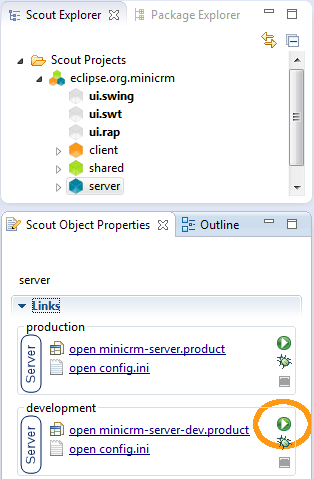 Scout Explorer Package Explorer
Scout Projects
eclipse.org.minicrm
ui.swing
ui.swt
ui.rap
client
shared
server
Scout Object Properties Outline
server
Links
production
Server
open minicrm-server.product
open config.ini
development
Server
open minicrm-server-dev.product
open config.ini